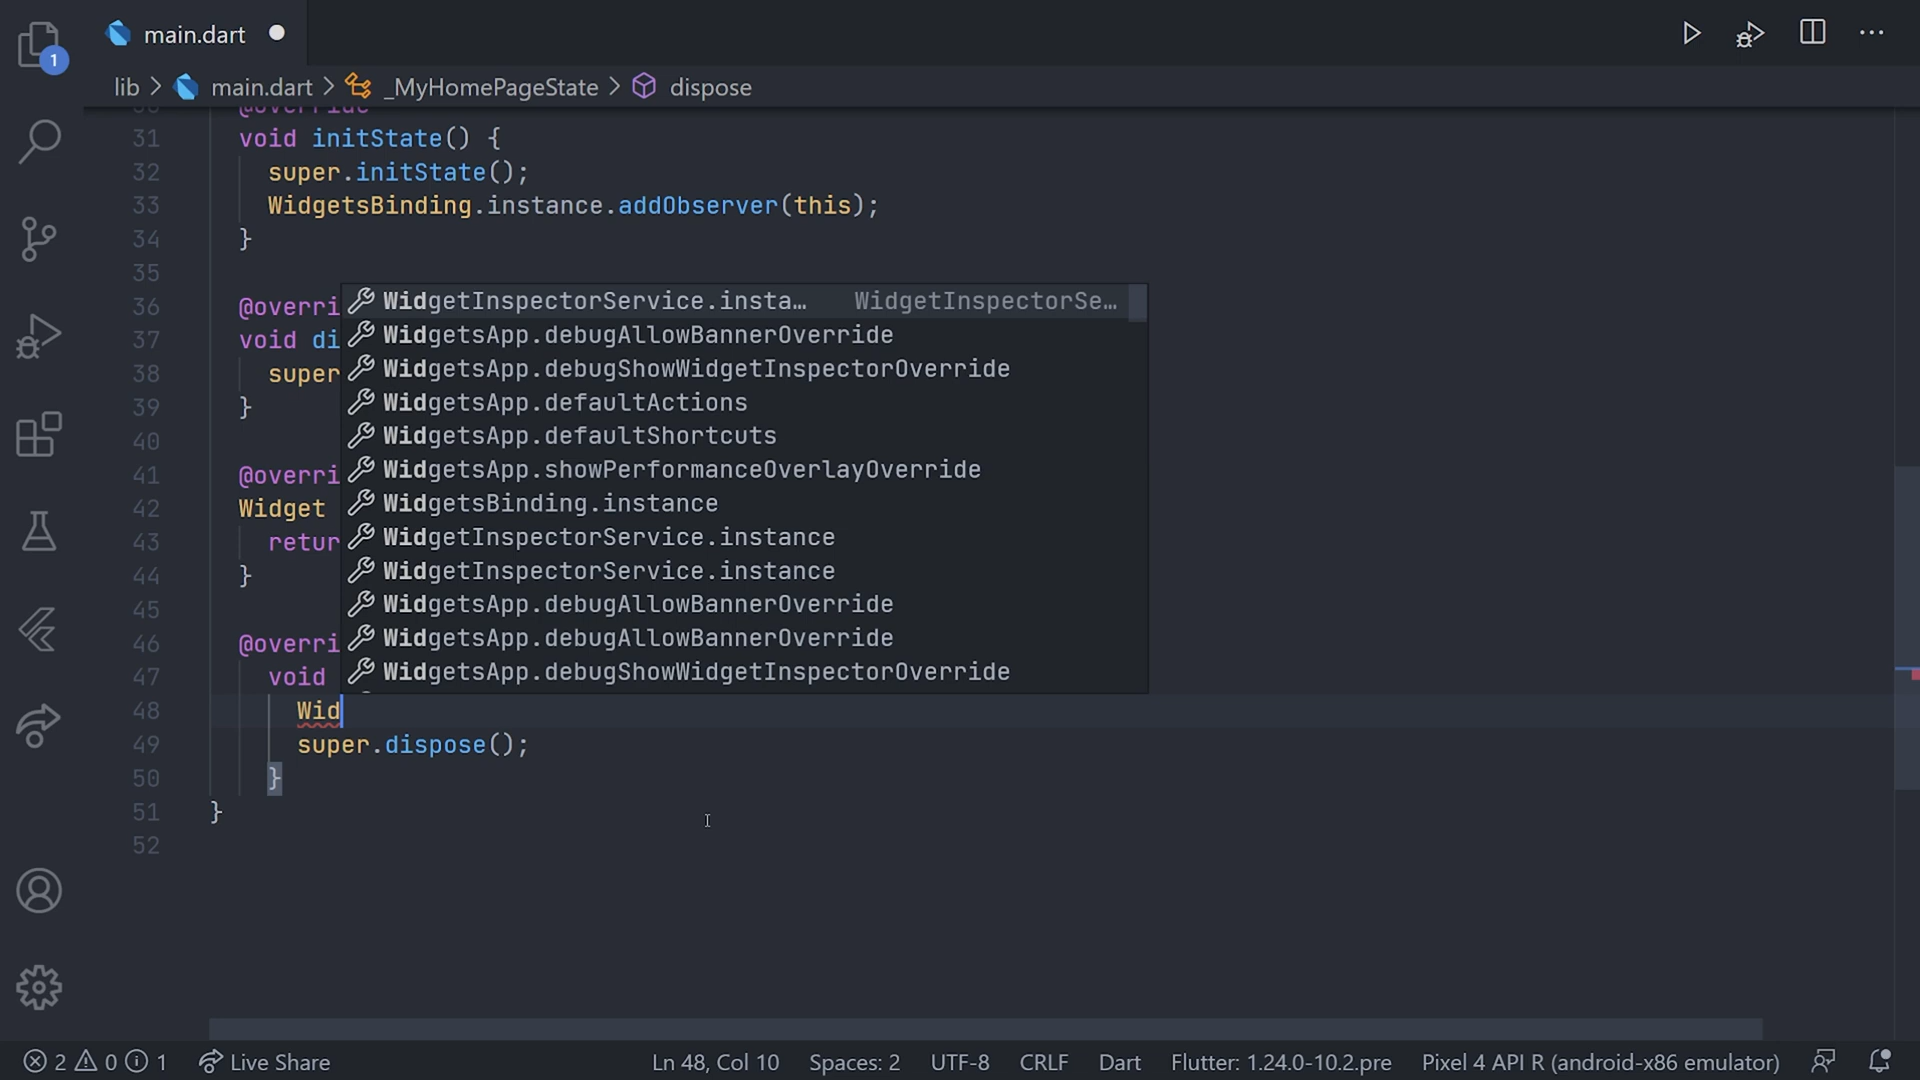 main.dart
1
lib > main.dart > _MyHomePageState > dispose
@override
31 void initState() {
32 super.initState();
33 WidgetsBinding.instance.addObserver(this);
34 }
35
36 @overri
37 void di
38 super
39 }
40
41 @overri
42 Widget
43 retur
44 }
45
46 @overri
47 void
48 Wid
49 super.dispose();
50 }
51 }
52
WidgetInspectorService.insta… WidgetInspectorSe…
WidgetsApp.debugAllowBannerOverride
WidgetsApp.debugShowWidgetInspectorOverride
WidgetsApp.defaultActions
WidgetsApp.defaultShortcuts
WidgetsApp.showPerformanceOverlayOverride
WidgetsBinding.instance
WidgetInspectorService.instance
WidgetInspectorService.instance
WidgetsApp.debugAllowBannerOverride
WidgetsApp.debugAllowBannerOverride
WidgetsApp.debugShowWidgetInspectorOverride
2 0 1 Live Share Ln 48, Col 10 Spaces: 2 UTF-8 CRLF Dart Flutter: 1.24.0-10.2.pre Pixel 4 API R (android-x86 emulator)